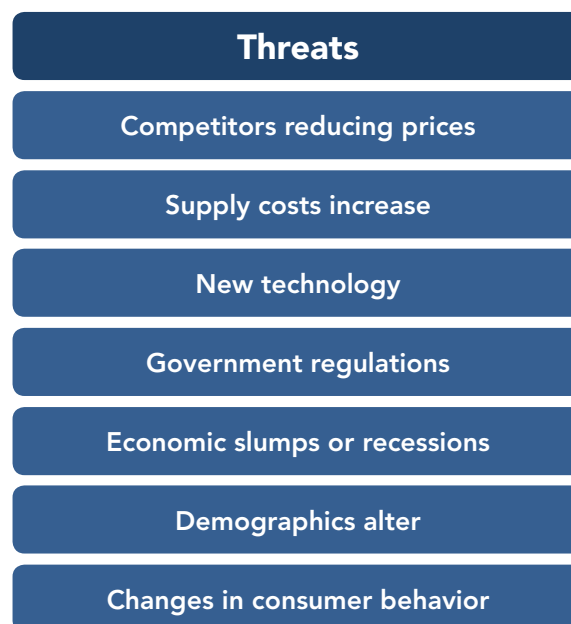 Threats
Competitors reducing prices
Supply costs increase
New technology
Government regulations
Economic slumps or recessions
Demographics alter
Changes in consumer behavior